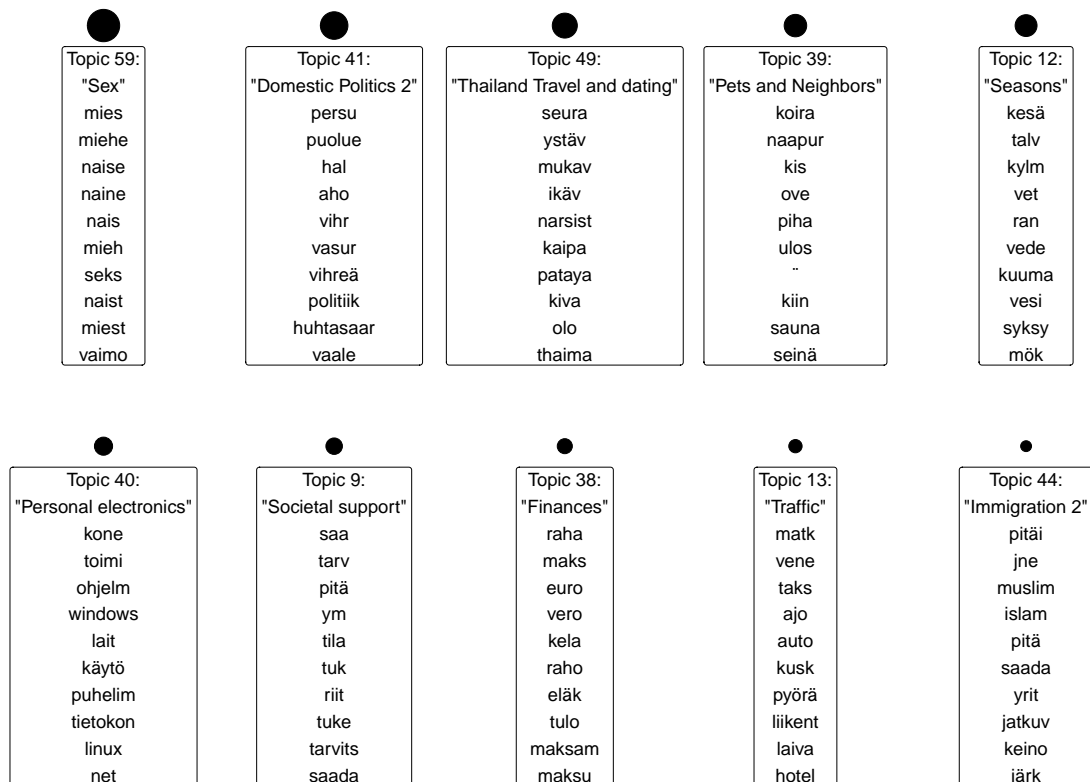 Topic 59:
"Sex"
mies
miehe
naise
naine
nais
mieh
seks
naist
miest
vaimo
Topic 41:
"Domestic Politics 2"
persu
puolue
hal
aho
vihr
vasur
vihreä
politiik
huhtasaar
vaale
Topic 49:
"Thailand Travel and dating"
seura
ystäv
mukav
ikäv
narsist
kaipa
pataya
kiva
olo
thaima
Topic 39:
"Pets and Neighbors"
koira
naapur
kis
ove
piha
ulos
¨
kiin
sauna
seinä
Topic 12:
"Seasons"
kesä
talv
kylm
vet
ran
vede
kuuma
vesi
syksy
mök
Topic 40:
"Personal electronics"
kone
toimi
ohjelm
windows
lait
käytö
puhelim
tietokon
linux
net
Topic 9:
"Societal support"
saa
tarv
pitä
ym
tila
tuk
riit
tuke
tarvits
saada
Topic 38:
"Finances"
raha
maks
euro
vero
kela
raho
eläk
tulo
maksam
maksu
Topic 13:
"Traffic"
matk
vene
taks
ajo
auto
kusk
pyörä
liikent
laiva
hotel
Topic 44:
"Immigration 2"
pitäi
jne
muslim
islam
pitä
saada
yrit
jatkuv
keino
järk